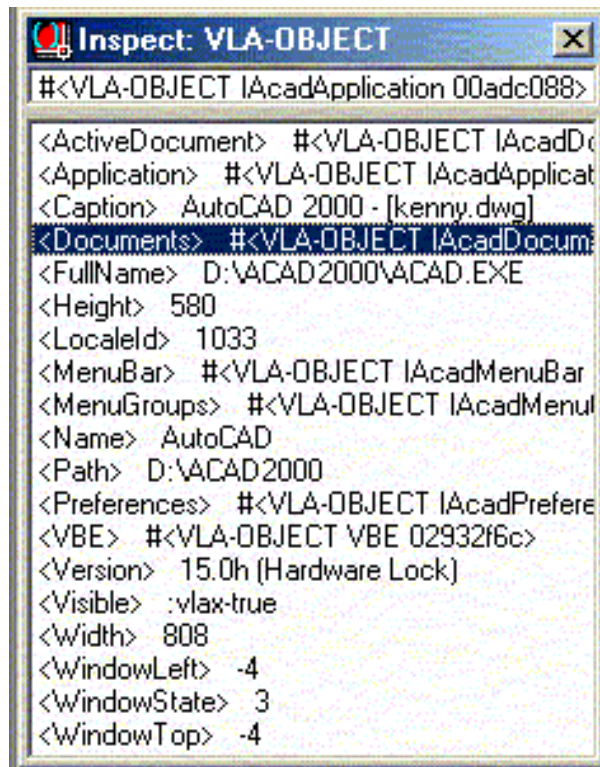 Inspect: VLA-OBJECT
#<VLA-OBJECT IAcadApplication 00adc088>
<ActiveDocument> #<VLA-OBJECT IAcadDo
<Application> #<VLA-OBJECT IAcadApplicat
<Caption> AutoCAD 2000 - [kenny.dwg]
<Documents> #<VLA-OBJECT IAcadDocum
<FullName> D:\ACAD2000\ACAD.EXE
<Height> 580
<LocaleId> 1033
<MenuBar> #<VLA-OBJECT IAcadMenuBar
<MenuGroups> #<VLA-OBJECT IAcadMenu
<Name> AutoCAD
<Path> D:\ACAD2000
<Preferences> #<VLA-OBJECT IAcadPrefere
<VBE> #<VLA-OBJECT VBE 02932f6c>
<Version> 15.0h (Hardware Lock)
<Visible> :vlax-true
<Width> 808
<WindowLeft> -4
<WindowState> 3
<WindowTop> -4